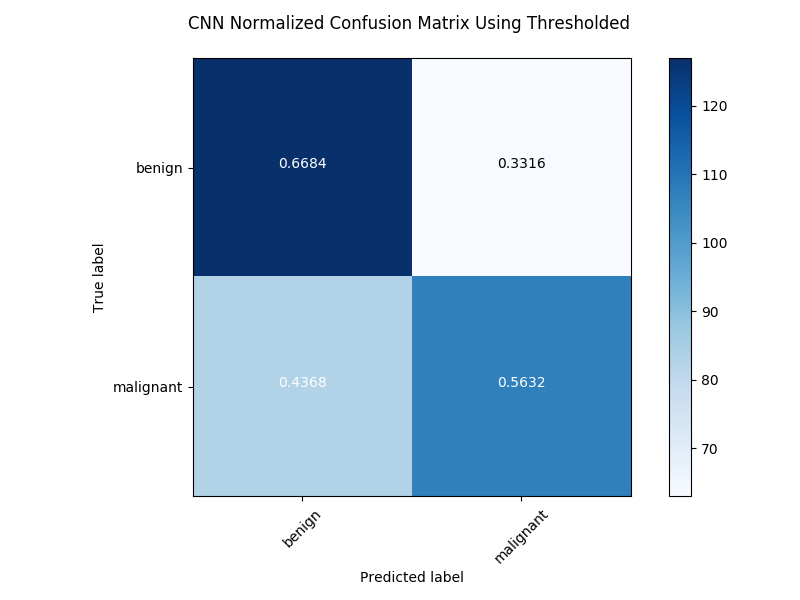 CNN Normalized Confusion Matrix Using Thresholded
benign
0.6684
0.3316
malignant
0.4368
0.5632
True label
benign
malignant
Predicted label
120
110
100
90
80
70